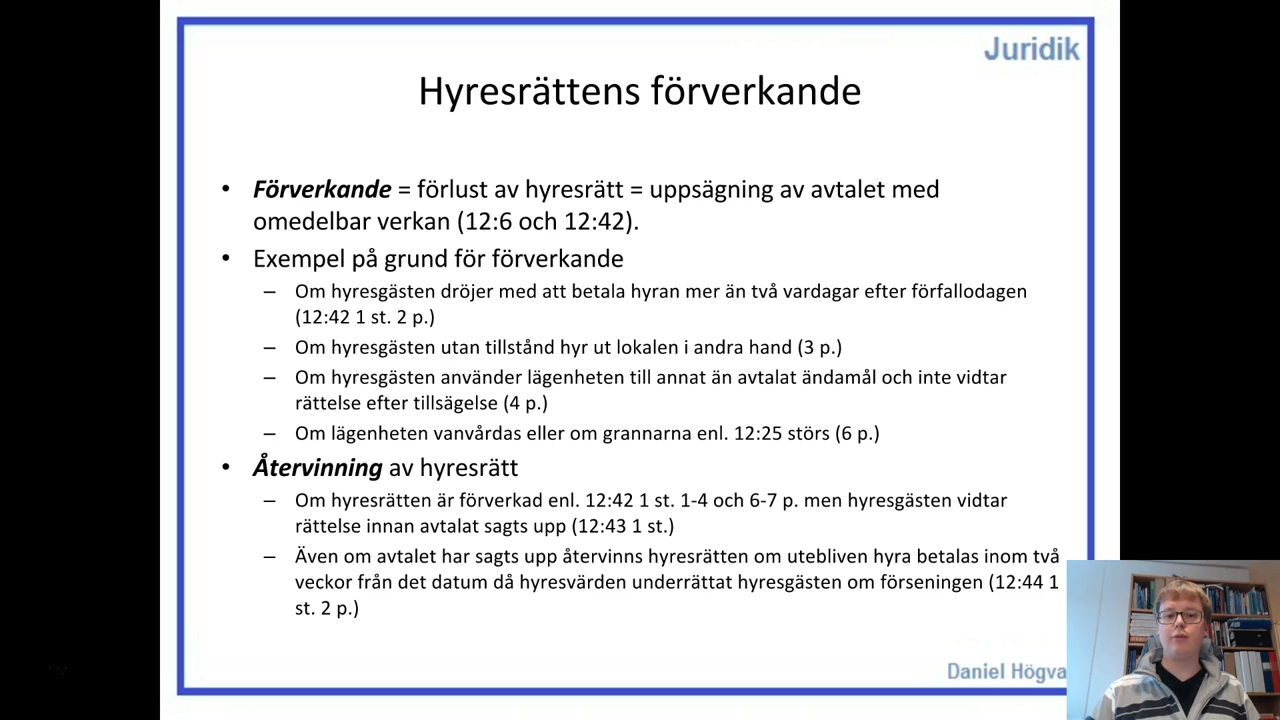 Juridik
Hyresrättens förverkande
• Förverkande = förlust av hyresrätt = uppsägning av avtalet med
omedelbar verkan (12:6 och 12:42).
• Exempel på grund för förverkande
– Om hyresgästen dröjer med att betala hyran mer än två vardagar efter förfallodagen
(12:42 1 st. 2 p.)
– Om hyresgästen utan tillstånd hyr ut lokalen i andra hand (3 p.)
– Om hyresgästen använder lägenheten till annat än avtalat ändamål och inte vidtar
rättelse efter tillsägelse (4 p.)
– Om lägenheten vanvårdas eller om grannarna enl. 12:25 störs (6 p.)
• Återvinning av hyresrätt
– Om hyresrätten är förverkad enl. 12:42 1 st. 1-4 och 6-7 p. men hyresgästen vidtar
rättelse innan avtalat sagts upp (12:43 1 st.)
– Även om avtalet har sagts upp återvinns hyresrätten om utebliven hyra betalas inom två
veckor från det datum då hyresvärden underrättat hyresgästen om förseningen (12:44 1
st. 2 p.)
Daniel Högva